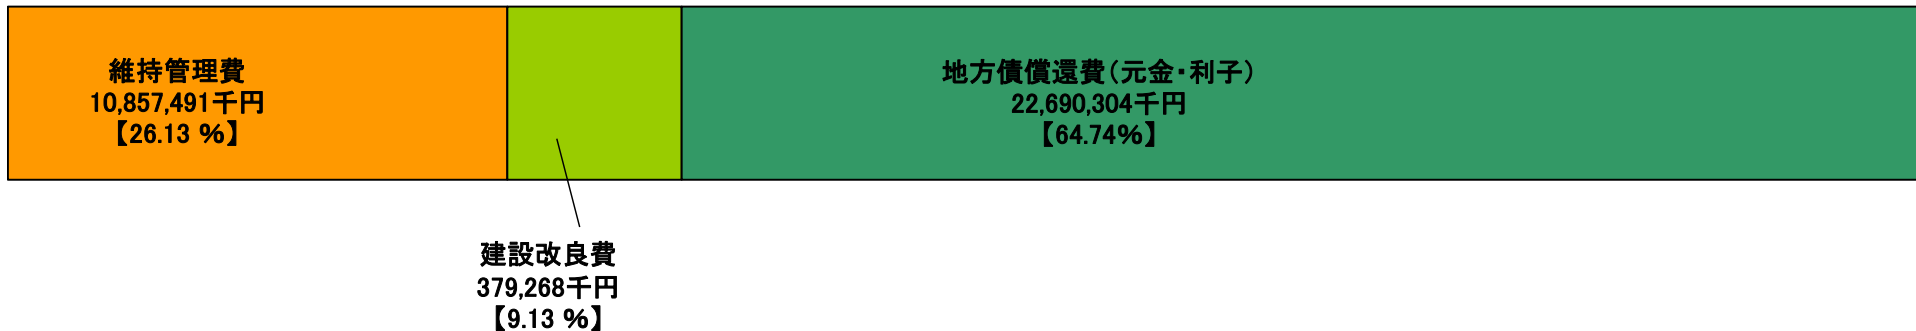 維持管理費
10,857,491千円
【26.13 %】
地方債償還費（元金・利子）
22,690,304千円
【64.74%】
建設改良費
379,268千円
【9.13 %】